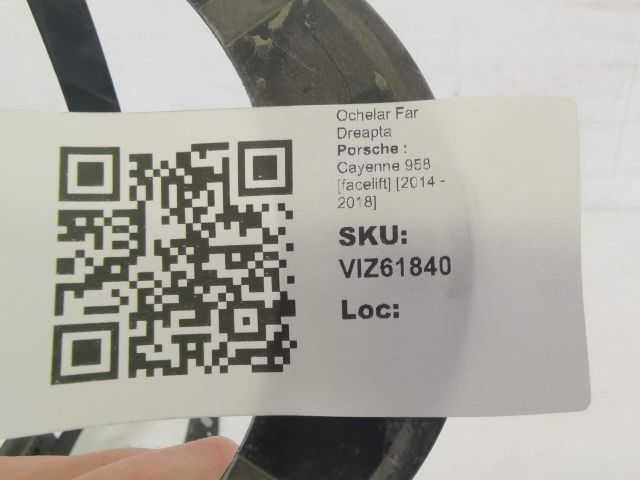 Ochelar Far
Dreapta
Porsche :
Cayenne 958
[facelift] [2014 -
2018]
SKU:
VIZ61840
Loc: